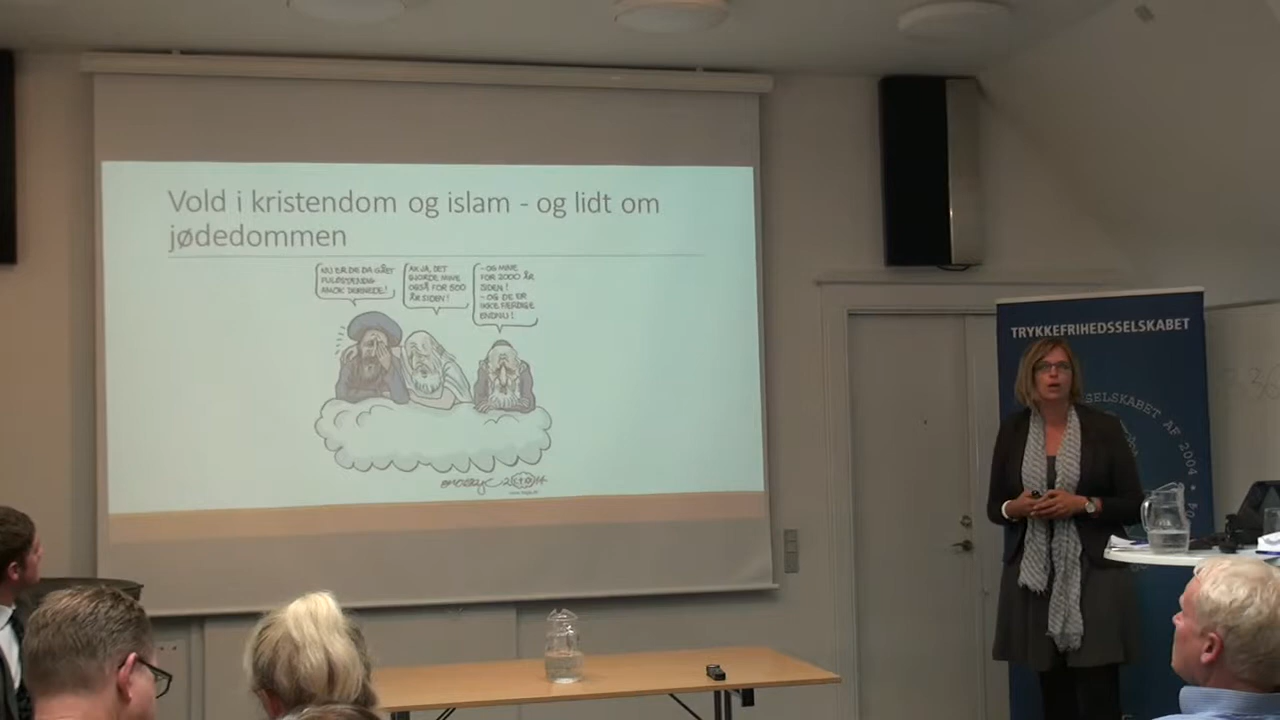 Vold i kristendom og islam - og lidt om
jødedommen
NU ER DE DA GÅET
FULDSTÆNDIG
AMOK DERNEDE!
AK JA, DET
GJORDE MINE
OGSÅ FOR 500
ÅR SIDEN!
- OG MINE
FOR 2000 ÅR
SIDEN!
- OG DE ER
IKKE FÆRDIGE
ENDNU!
TRYKKEFRIHEDSSELSKABET
SELSKABET AF 2004